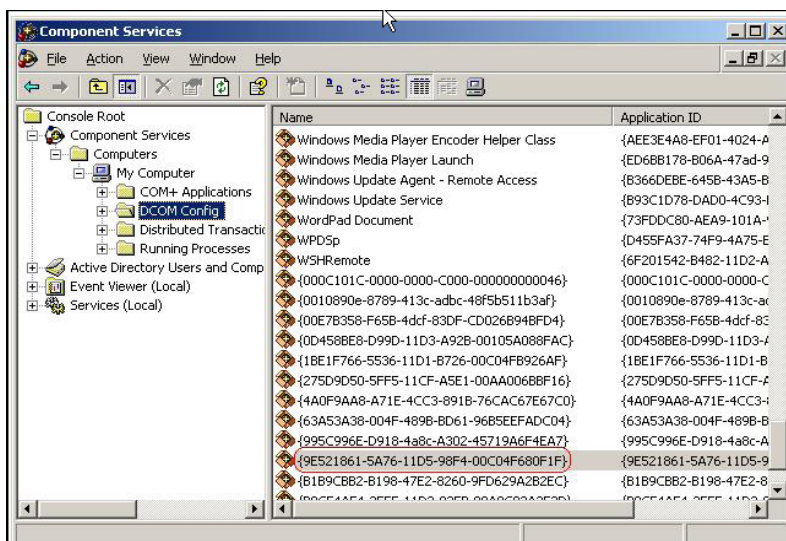 Component Services
File Action View Window Help
Console Root
Component Services
Computers
My Computer
COM+ Applications
DCOM Config
Distributed Transactio
Running Processes
Active Directory Users and Comp
Event Viewer (Local)
Services (Local)
Name Application ID
Windows Media Player Encoder Helper Class {AEE3E4A8-EF01-4024-A
Windows Media Player Launch {ED6BB178-B06A-47ad-9
Windows Update Agent - Remote Access {B366DEBE-645B-43A5-B
Windows Update Service {B93C1D78-DAD0-4C93-
WordPad Document {73FDDC80-AEA9-101A-
WPDSp {D455FA37-74F9-4A75-E
WSHRemote {6F201542-B482-11D2-A
{000C101C-0000-0000-C000-000000000046} {000C101C-0000-0000-C
{0010890e-8789-413c-adbc-48f5b511b3af} {0010890e-8789-413c-ad
{00E7B358-F65B-4dcf-83DF-CD026B94BFD4} {00E7B358-F65B-4dcf-83
{0D458BE8-D99D-11D3-A92B-00105A088FAC} {0D458BE8-D99D-11D3-A
{1BE1F766-5536-11D1-B726-00C04FB926AF} {1BE1F766-5536-11D1-B
{275D9D50-5FF5-11CF-A5E1-00AA006BBF16} {275D9D50-5FF5-11CF-A
{4A0F9AA8-A71E-4CC3-891B-76CAC67E67C0} {4A0F9AA8-A71E-4CC3-
{63A53A38-004F-489B-BD61-96B5EEFADC04} {63A53A38-004F-489B-B
{995C996E-D918-4a8c-A302-45719A6F4EA7} {995C996E-D918-4a8c-A
{9E521861-5A76-11D5-98F4-00C04F680F1F} {9E521861-5A76-11D5-9
{B1B9CBB2-B198-47E2-8260-9FD629A2B2EC} {B1B9CBB2-B198-47E2-8